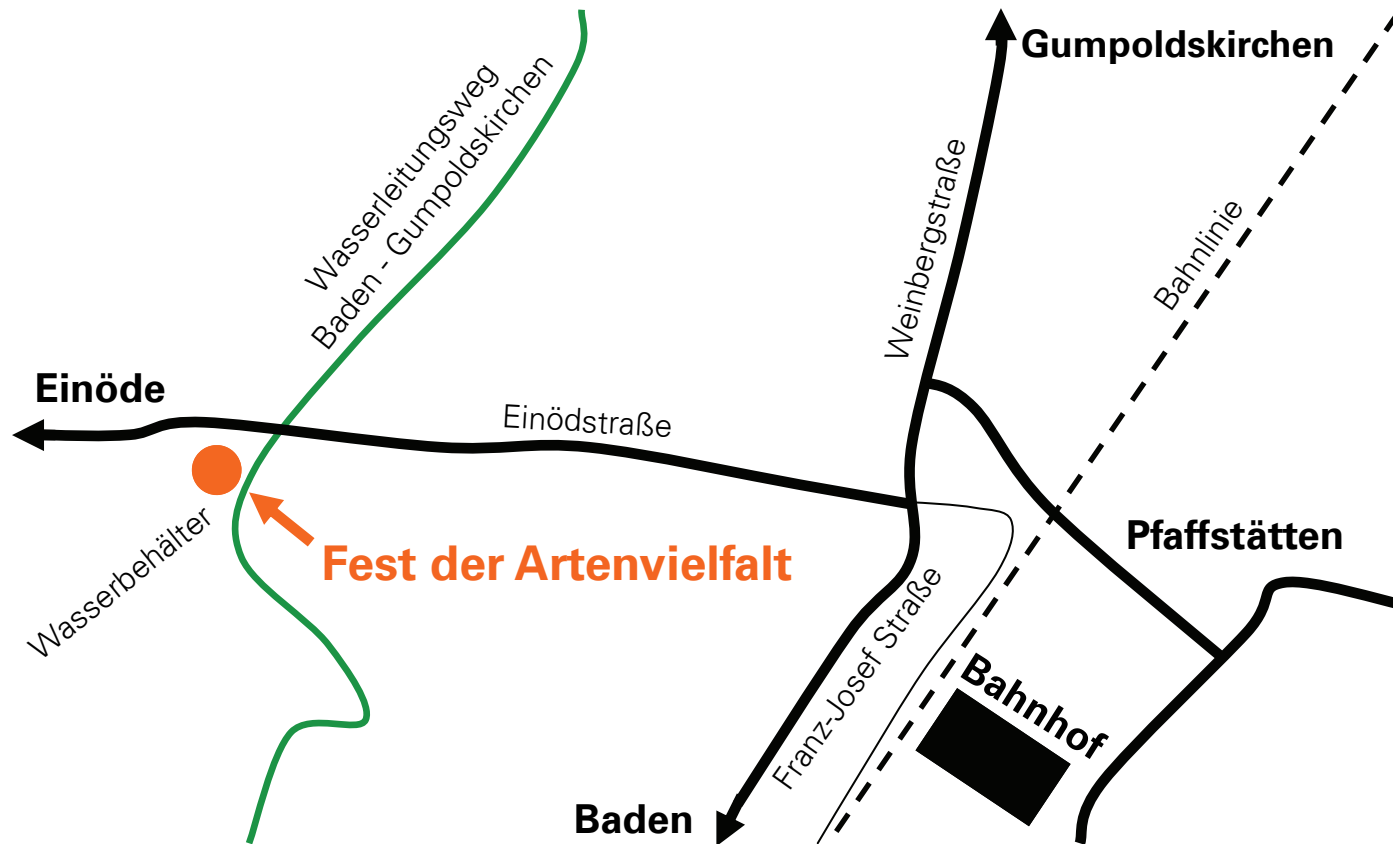 Gumpoldskirchen
Wasserleitungsweg
Baden - Gumpoldskirchen
Weinbergstraße
Bahnlinie
Einöde
Einödstraße
Wasserbehälter
Fest der Artenvielfalt
Pfaffstätten
Franz-Josef Straße
Bahnhof
Baden